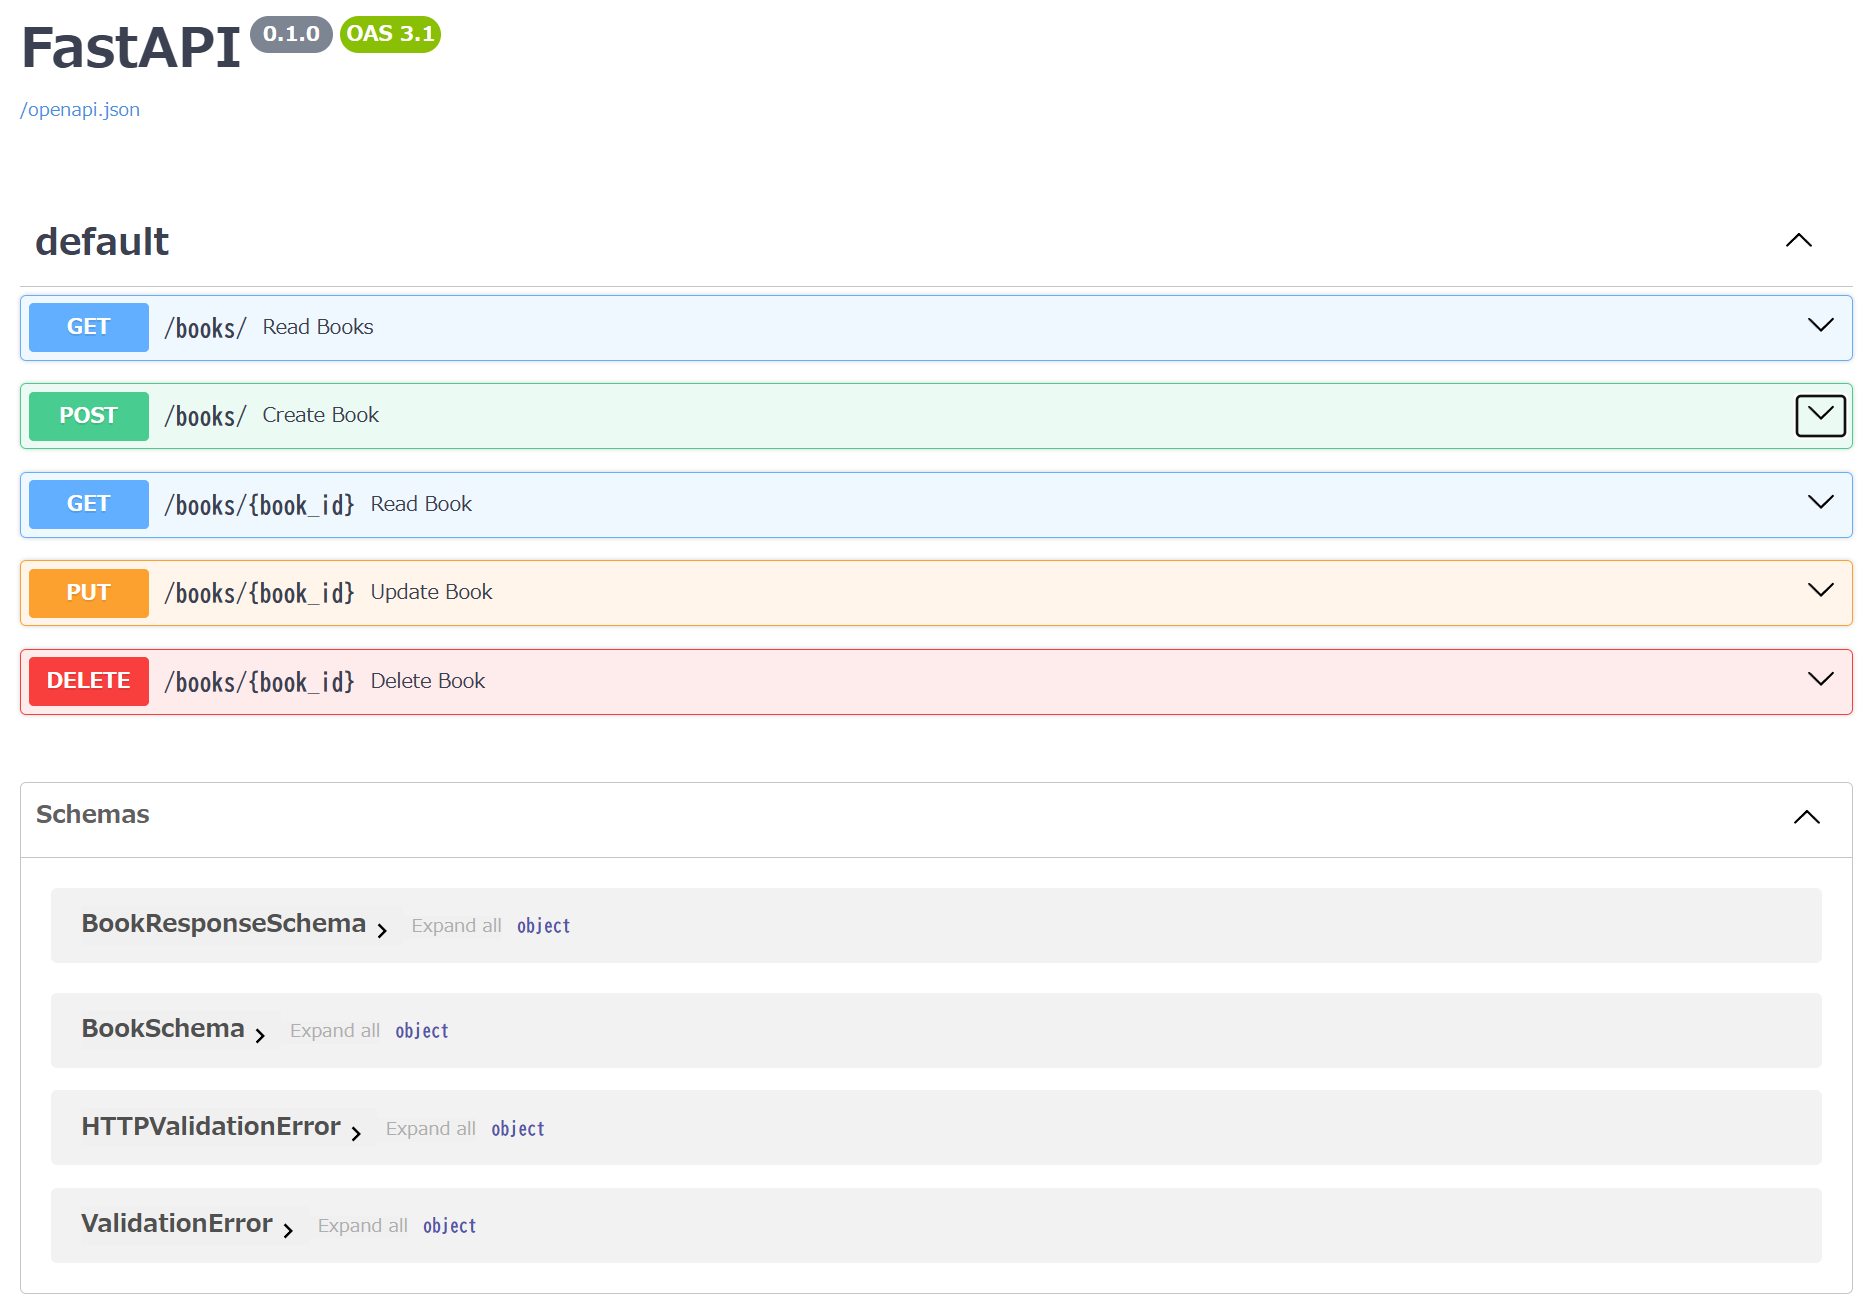 FastAPI 0.1.0 OAS 3.1
/openapi.json
default
GET /books/ Read Books
POST /books/ Create Book
GET /books/{book_id} Read Book
PUT /books/{book_id} Update Book
DELETE /books/{book_id} Delete Book
Schemas
BookResponseSchema Expand all object
BookSchema Expand all object
HTTPValidationError Expand all object
ValidationError Expand all object